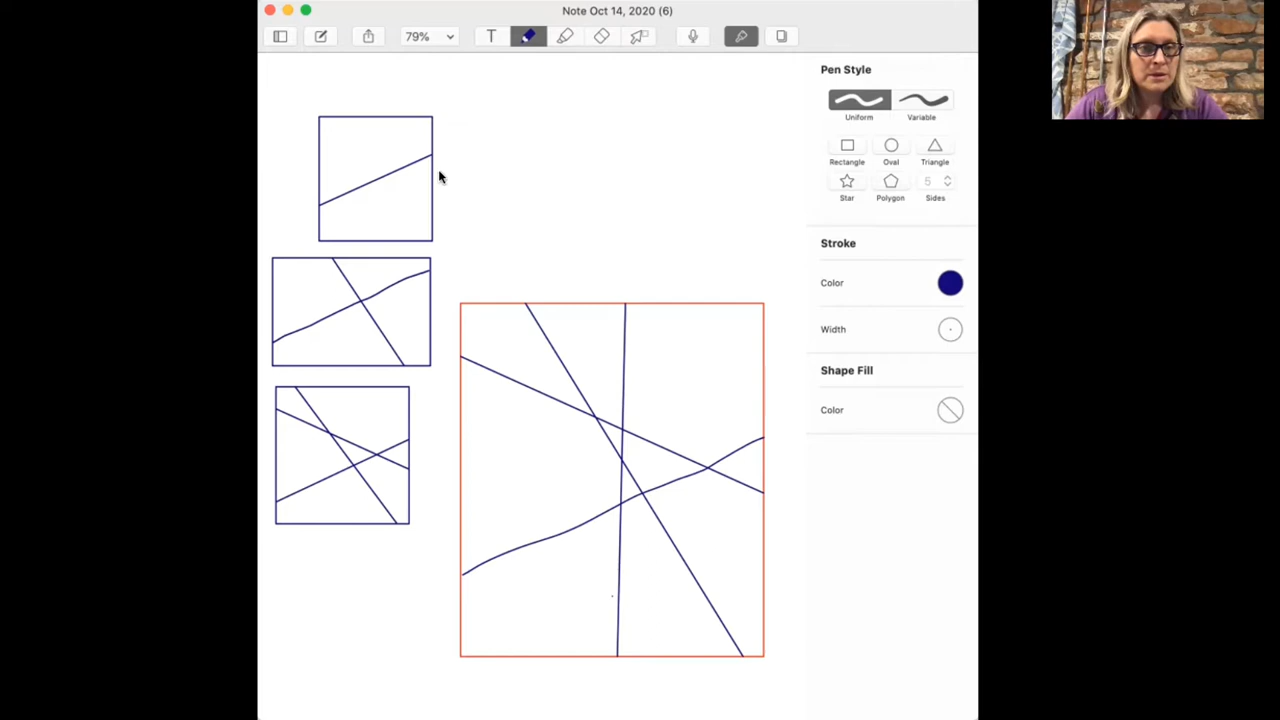 Note Oct 14, 2020 (6)
79%
T
Pen Style
Uniform Variable
Rectangle Oval Triangle
5
Star Polygon Sides
Stroke
Color
Width
Shape Fill
Color